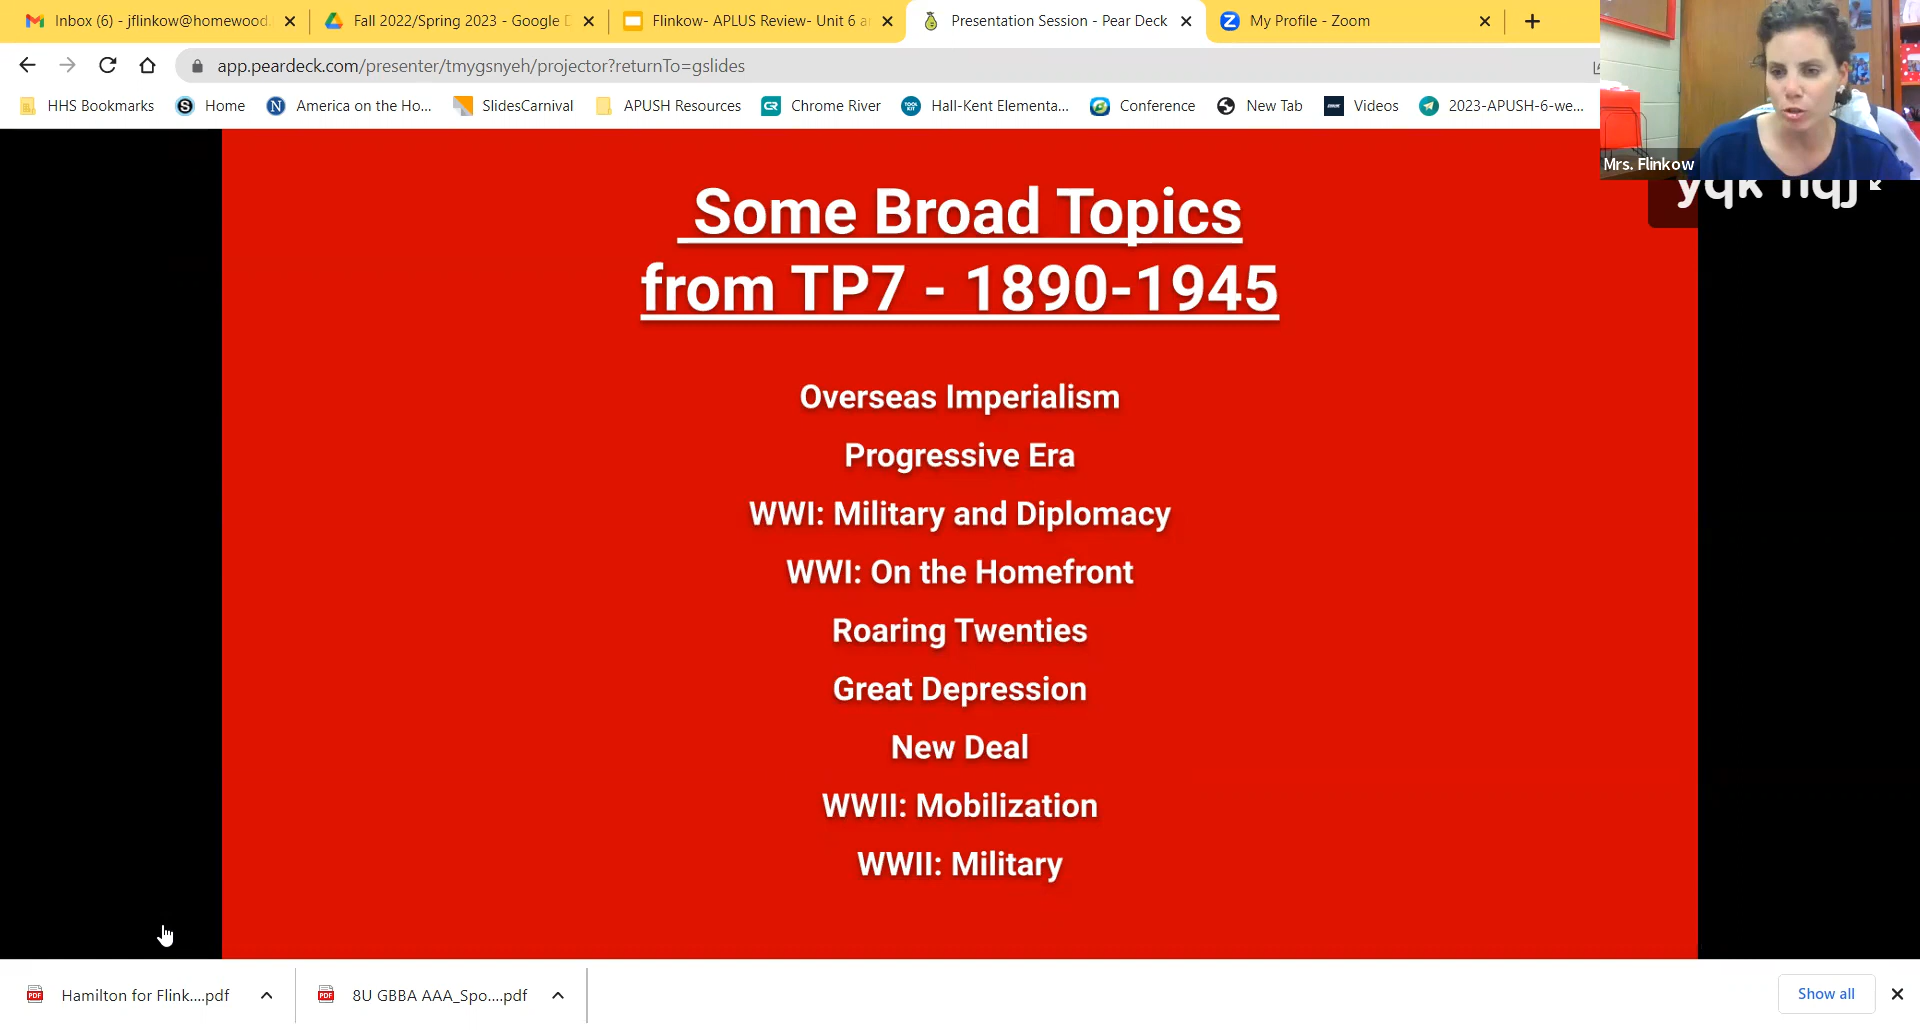 Inbox (6) - jflinkow@homewood.
Fall 2022/Spring 2023 - Google D
Flinkow- APLUS Review- Unit 6 a
Presentation Session - Pear Deck
My Profile - Zoom
app.peardeck.com/presenter/tmygsnyeh/projector?returnTo=gslides
HHS Bookmarks
Home
America on the Ho...
SlidesCarnival
APUSH Resources
Chrome River
Hall-Kent Elementa...
Conference
New Tab
Videos
2023-APUSH-6-we...
Mrs. Flinkow
Some Broad Topics
from TP7 - 1890-1945
Overseas Imperialism
Progressive Era
WWI: Military and Diplomacy
WWI: On the Homefront
Roaring Twenties
Great Depression
New Deal
WWII: Mobilization
WWII: Military
Hamilton for Flink....pdf
8U GBBA AAA_Spo....pdf
Show all